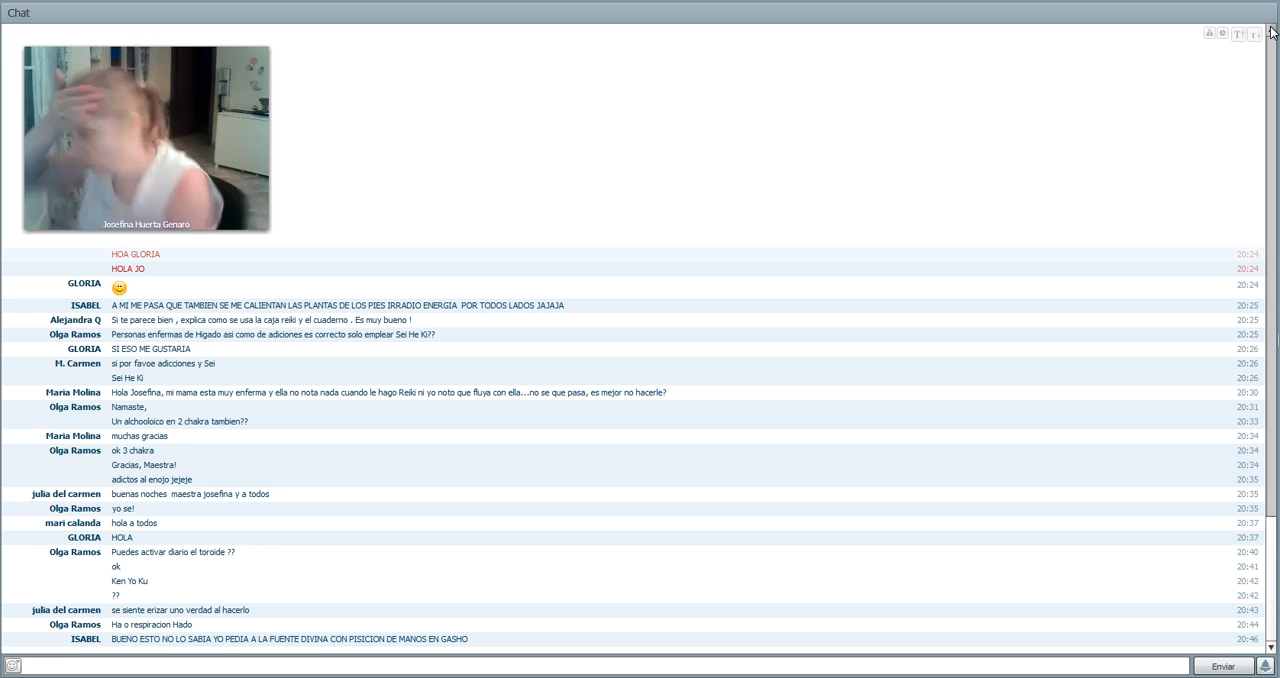 Chat
Josefina Huerta Genaro
HOA GLORIA 20:24
HOLA JO 20:24
GLORIA 20:24
ISABEL A MI ME PASA QUE TAMBIEN SE ME CALIENTAN LAS PLANTAS DE LOS PIES IRRADIO ENERGIA POR TODOS LADOS JAJAJA 20:25
Alejandra Q Si te parece bien , explica como se usa la caja reiki y el cuaderno . Es muy bueno ! 20:25
Olga Ramos Personas enfermas de Higado asi como de adiciones es correcto solo emplear Sei He Ki?? 20:25
GLORIA SI ESO ME GUSTARIA 20:26
M. Carmen si por favoe adicciones y Sei 20:26
Sei He Ki 20:26
Maria Molina Hola Josefina, mi mama esta muy enferma y ella no nota nada cuando le hago Reiki ni yo noto que fluya con ella...no se que pasa, es mejor no hacerle? 20:30
Olga Ramos Namaste, 20:31
Un alchooloico en 2 chakra tambien?? 20:33
Maria Molina muchas gracias 20:34
Olga Ramos ok 3 chakra 20:34
Gracias, Maestra! 20:34
adictos al enojo jejeje 20:35
julia del carmen buenas noches maestra josefina y a todos 20:35
Olga Ramos yo se! 20:35
mari calanda hola a todos 20:37
GLORIA HOLA 20:37
Olga Ramos Puedes activar diario el toroide ?? 20:40
ok 20:41
Ken Yo Ku 20:42
?? 20:42
julia del carmen se siente erizar uno verdad al hacerlo 20:43
Olga Ramos Ha o respiracion Hado 20:44
ISABEL BUENO ESTO NO LO SABIA YO PEDIA A LA FUENTE DIVINA CON PISICION DE MANOS EN GASHO 20:46
Enviar